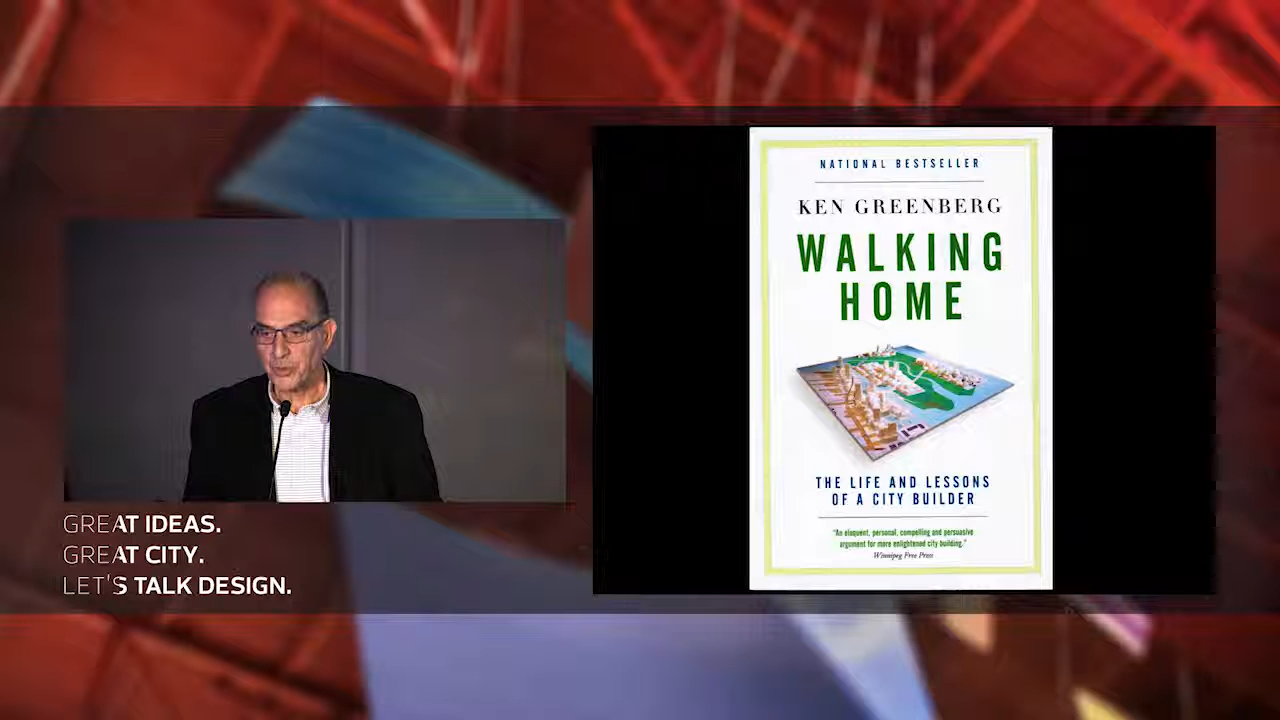 GREAT IDEAS.
GREAT CITY.
LET'S TALK DESIGN.
NATIONAL BESTSELLER
KEN GREENBERG
WALKING
HOME
THE LIFE AND LESSONS
OF A CITY BUILDER
"An eloquent, personal, compelling and persuasive
argument for more enlightened city building."
Winnipeg Free Press